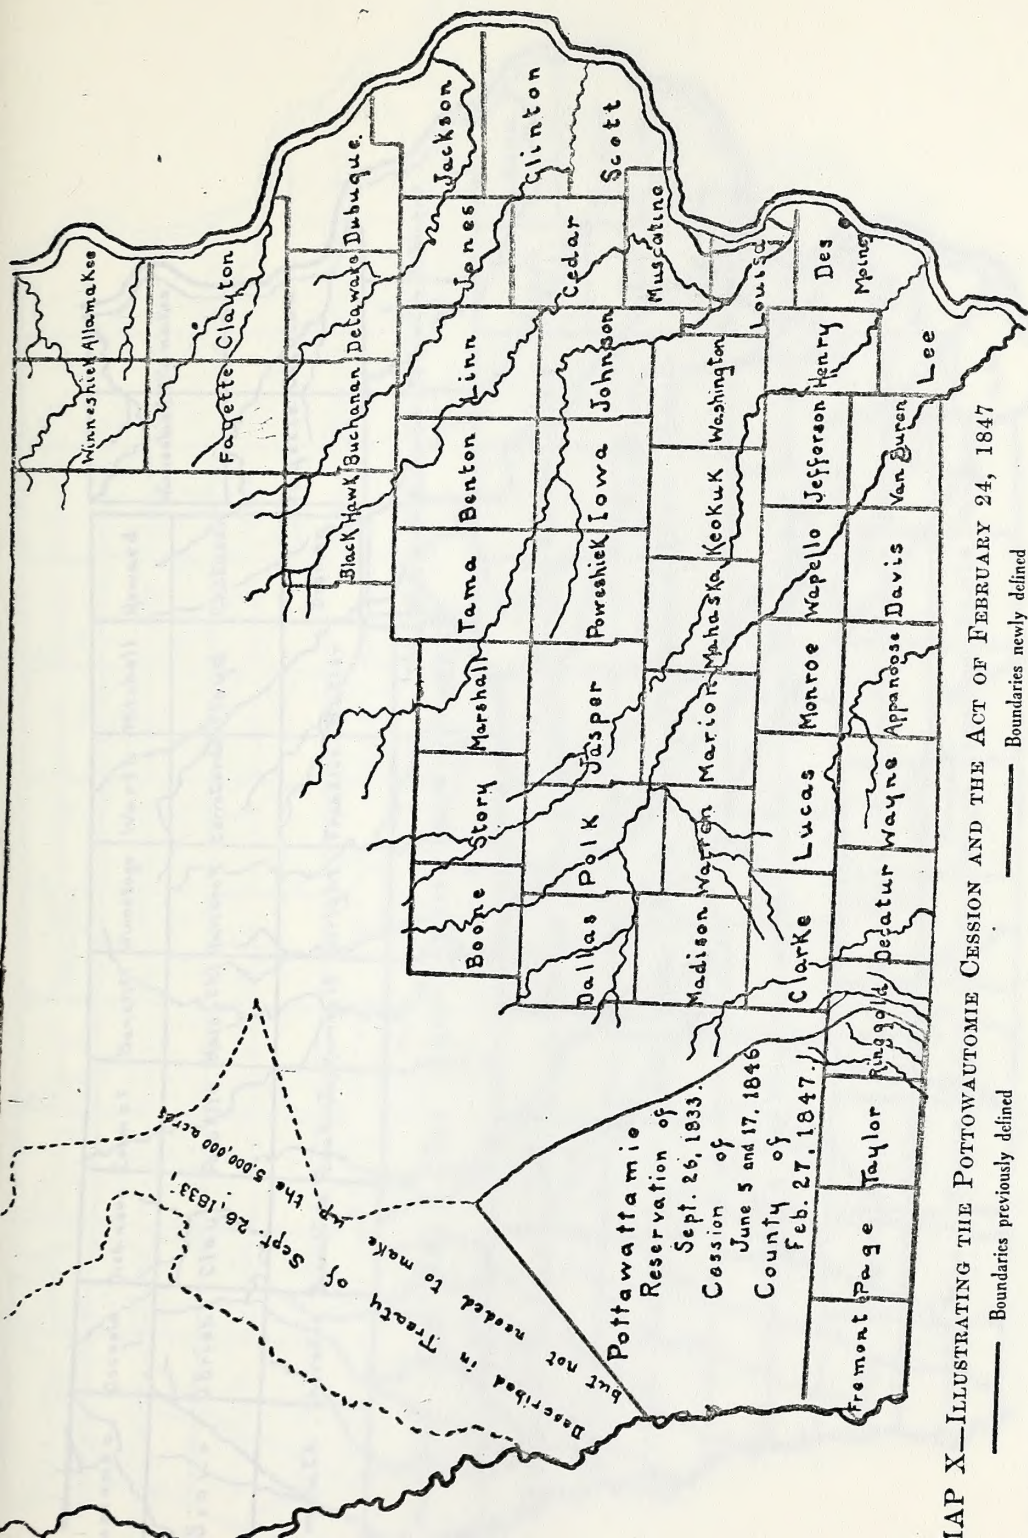 Winneshiek Allamakee
Fayette Clayton
Black Hawk Buchanan Delaware Dubuque.
Jackson
Tama Benton Linn Jones
Clinton
Boone Story Marshall
Scott
Cedar
Poweshiek Iowa Johnson
Dallas Polk Jasper
Muscatine
Madison Warren Marion Mahaska Keokuk Washington
Louisa
Clarke Lucas Monroe Wapello Jefferson Henry
Des
Moines
Fremont Page Taylor Ringgold Decatur Wayne Appanoose Davis Van Buren
Lee
Described in Treaty of Sept. 26, 1833,
but not needed to make up the 5,000,000 acres
Pottawattamie
Reservation of
Sept. 26, 1833.
Cession of
June 5 and 17, 1846
County of
Feb. 27, 1847.
AP X—Illustrating the Pottowautomie Cession and the Act of February 24, 1847
Boundaries previously defined Boundaries newly defined